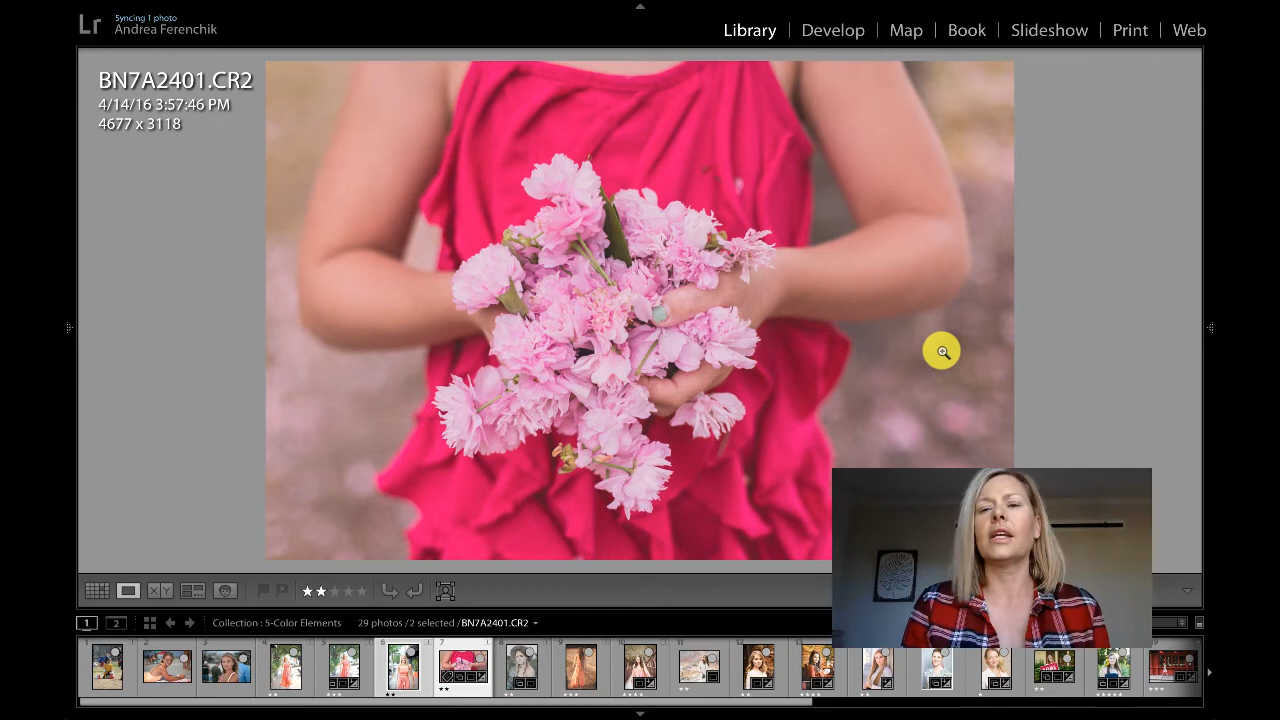 Lr
Syncing 1 photo
Andrea Ferenchik
Library
Develop
Map
Book
Slideshow
Print
Web
BN7A2401.CR2
4/14/16 3:57:46 PM
4677 x 3118
XY
1
2
Collection : 5-Color Elements
29 photos / 2 selected / BN7A2401.CR2